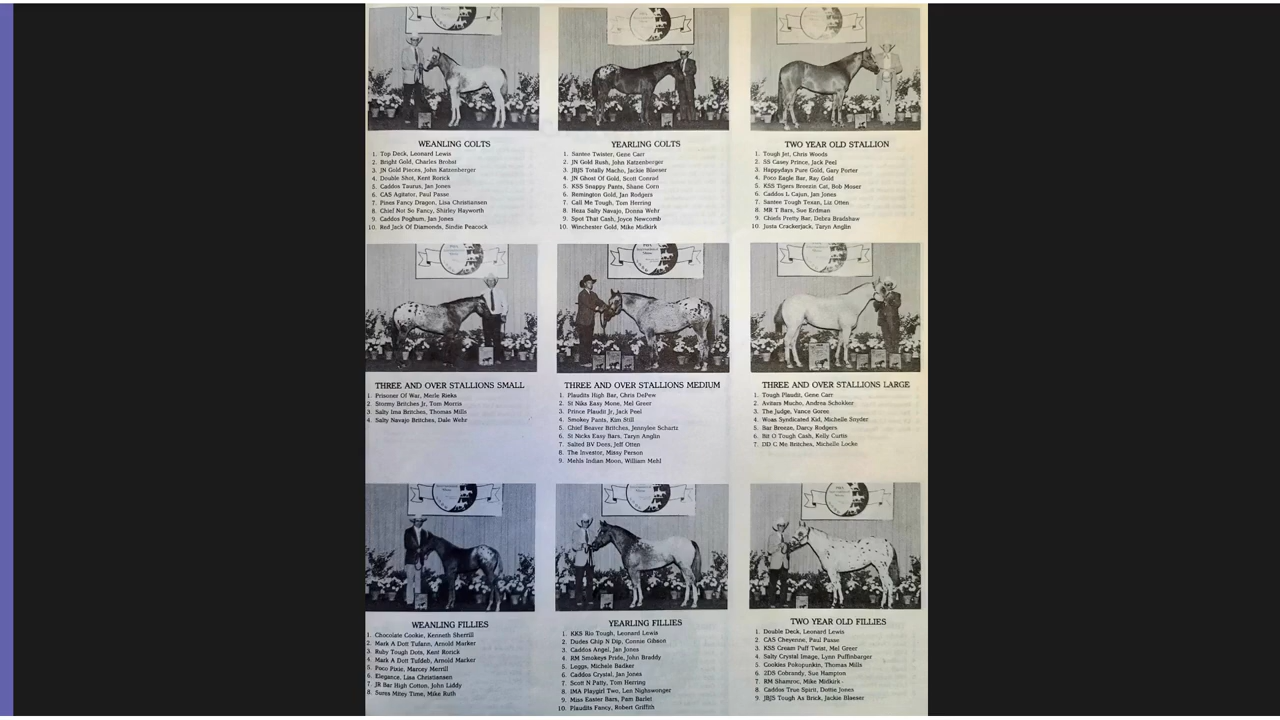 WEANLING COLTS
1. Top Deck, Leonard Lewis
2. Bright Gold, Charles Brobst
3. JN Gold Pieces, John Katzenberger
4. Double Shot, Kent Rorick
5. Caddos Taurus, Jan Jones
6. CAS Agitator, Paul Passe
7. Pines Fancy Dragon, Lisa Christiansen
8. Chief Not So Fancy, Shirley Hayworth
9. Caddos Poghum, Jan Jones
10. Red Jack Of Diamonds, Sindie Peacock
YEARLING COLTS
1. Santee Twister, Gene Carr
2. JN Gold Rush, John Katzenberger
3. JBJS Totally Macho, Jackie Blaeser
4. JN Ghost Of Gold, Scott Conrad
5. KSS Snappy Pants, Shane Corn
6. Remington Gold, Jan Rodgers
7. Call Me Tough, Tom Herring
8. Heza Salty Navajo, Donna Wehr
9. Spot That Cash, Joyce Newcomb
10. Winchester Gold, Mike Midkirk
TWO YEAR OLD STALLION
1. Tough Jet, Chris Woods
2. SS Casey Prince, Jack Peel
3. Happydays Pure Gold, Gary Porter
4. Poco Eagle Bar, Ray Gold
5. KSS Tigers Breezin Cat, Bob Moser
6. Caddos L Cajun, Jan Jones
7. Santee Tough Texan, Liz Otten
8. MR T Bars, Sue Erdman
9. Chiefs Pretty Bar, Debra Bradshaw
10. Justa Crackerjack, Taryn Anglin
THREE AND OVER STALLIONS SMALL
1. Prisoner Of War, Merle Rieks
2. Stormy Britches Jr, Tom Morris
3. Salty Ima Britches, Thomas Mills
4. Salty Navajo Britches, Dale Wehr
THREE AND OVER STALLIONS MEDIUM
1. Plaudits High Bar, Chris DePew
2. St Niks Easy Mone, Mel Greer
3. Prince Plaudit Jr, Jack Peel
4. Smokey Pants, Kim Still
5. Chief Beaver Britches, Jennylee Schartz
6. St Nicks Easy Bars, Taryn Anglin
7. Salted BV Docs, Jeff Otten
8. The Investor, Missy Person
9. Mehls Indian Moon, William Mehl
THREE AND OVER STALLIONS LARGE
1. Tough Plaudit, Gene Carr
2. Avitars Mucho, Andrea Schokker
3. The Judge, Vance Goree
4. Woas Syndicated Kid, Michelle Snyder
5. Bar Breeze, Darcy Rodgers
6. Bit O Tough Cash, Kelly Curtis
7. DD C Me Britches, Michelle Locke
WEANLING FILLIES
1. Chocolate Cookie, Kenneth Sherrill
2. Mark A Dott Tufann, Arnold Marker
3. Ruby Tough Dots, Kent Rorick
4. Mark A Dott Tufdeb, Arnold Marker
5. Poco Pixie, Marcey Merrill
6. Elegance, Lisa Christiansen
7. JR Bar High Cotton, John Liddy
8. Sures Miley Time, Mike Ruth
YEARLING FILLIES
1. KKS Rio Tough, Leonard Lewis
2. Dudes Chip N Dip, Connie Gibson
3. Caddos Angel, Jan Jones
4. RM Smokeys Pride, John Braddy
5. Leggs, Michele Badker
6. Caddos Crystal, Jan Jones
7. Scott N Patty, Tom Herring
8. IMA Playgirl Two, Len Nighswonger
9. Miss Easter Bars, Pam Barlet
10. Plaudits Fancy, Robert Griffith
TWO YEAR OLD FILLIES
1. Double Deck, Leonard Lewis
2. CAS Cheyenne, Paul Passe
3. KSS Cream Puff Twist, Mel Greer
4. Salty Crystal Image, Lynn Puffinbarger
5. Cookies Pokopunkin, Thomas Mills
6. 2DS Cobrandy, Sue Hampton
7. RM Shamroc, Mike Midkirk
8. Caddos True Spirit, Dottie Jones
9. JBJS Tough As Brick, Jackie Blaeser